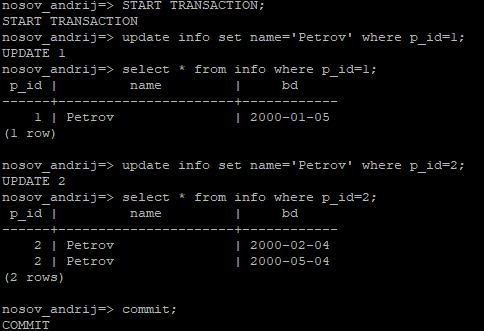 nosov_andrij=> START TRANSACTION;
START TRANSACTION
nosov_andrij=> update info set name='Petrov' where p_id=1;
UPDATE 1
nosov_andrij=> select * from info where p_id=1;
 p_id |         name         |     bd
------+----------------------+------------
    1 | Petrov               | 2000-01-05
(1 row)

nosov_andrij=> update info set name='Petrov' where p_id=2;
UPDATE 2
nosov_andrij=> select * from info where p_id=2;
 p_id |         name         |     bd
------+----------------------+------------
    2 | Petrov               | 2000-02-04
    2 | Petrov               | 2000-05-04
(2 rows)

nosov_andrij=> commit;
COMMIT